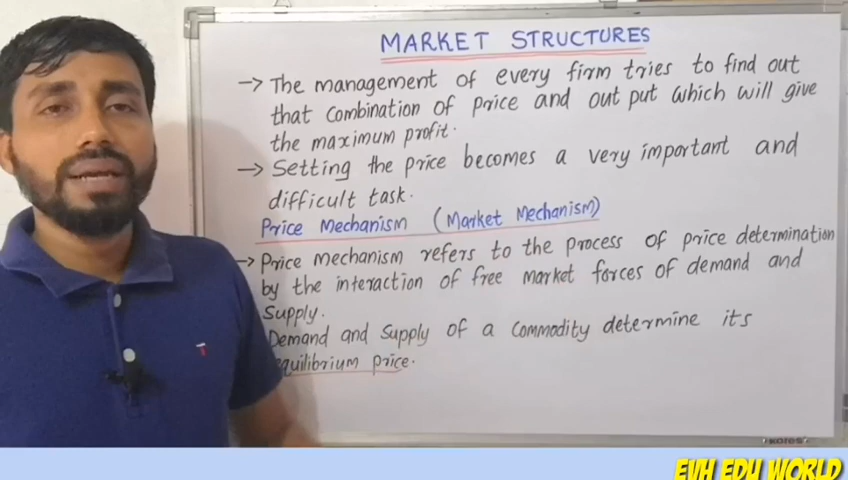 MARKET STRUCTURES
→ The management of every firm tries to find out
that combination of price and out put which will give
the maximum profit.
→ Setting the price becomes a very important and
difficult task.
Price Mechanism (Market Mechanism)
→ Price mechanism refers to the process of price determination
by the interaction of free market forces of demand and
Supply.
Demand and Supply of a commodity determine its
equilibrium price.
Kores
EVH EDU WORLD